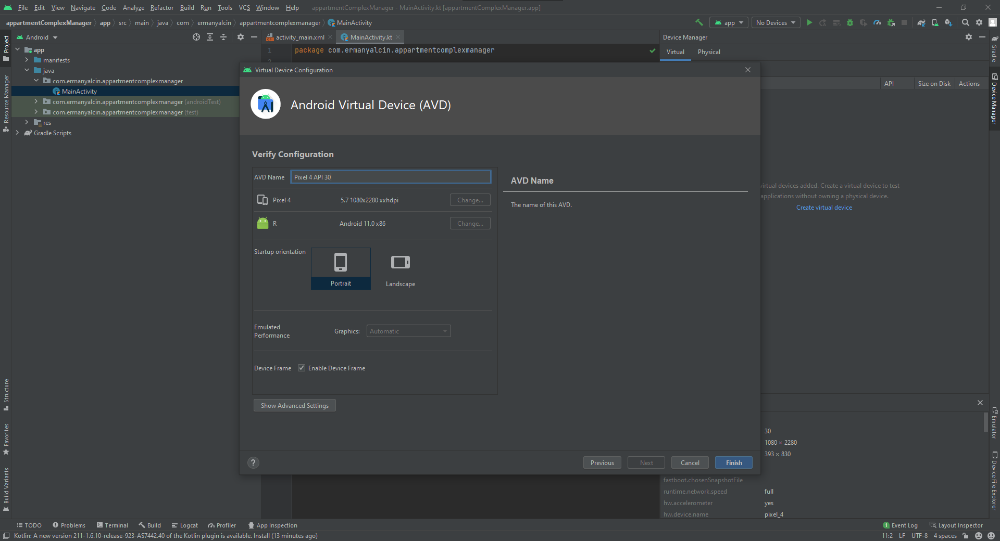 File Edit View Navigate Code Analyze Refactor Build Run Tools VCS Window Help appartmentComplexManager - MainActivity.kt [appartmentComplexManager.app]
appartmentComplexManager app src main java com ermanyalcin appartmentcomplexmanager MainActivity app No Devices
Project
Resource Manager
Structure
Favorites
Build Variants
Android
app
manifests
java
com.ermanyalcin.appartmentcomplexmanager
MainActivity
com.ermanyalcin.appartmentcomplexmanager (androidTest)
com.ermanyalcin.appartmentcomplexmanager (test)
res
Gradle Scripts
activity_main.xml MainActivity.kt
1 package com.ermanyalcin.appartmentcomplexmanager
2
Virtual Device Configuration
Android Virtual Device (AVD)
Verify Configuration
AVD Name Pixel 4 API 30
Pixel 4 5.7 1080x2280 xxhdpi Change...
R Android 11.0 x86 Change...
Startup orientation
Portrait
Landscape
Emulated
Performance
Graphics: Automatic
Device Frame Enable Device Frame
Show Advanced Settings
AVD Name
The name of this AVD.
? Previous Next Cancel Finish
Device Manager
Virtual Physical
API Size on Disk Actions
virtual devices added. Create a virtual device to test
applications without owning a physical device.
Create virtual device
30
1080 × 2280
393 × 830
fastboot.chosenSnapshotFile
runtime.network.speed full
hw.accelerometer yes
hw.device.name pixel_4
Gradle
Device Manager
Emulator
Device File Explorer
TODO Problems Terminal Build Logcat Profiler App Inspection 1 Event Log Layout Inspector
Kotlin: A new version 211-1.6.10-release-923-AS7442.40 of the Kotlin plugin is available. Install (13 minutes ago) 11:2 LF UTF-8 4 spaces